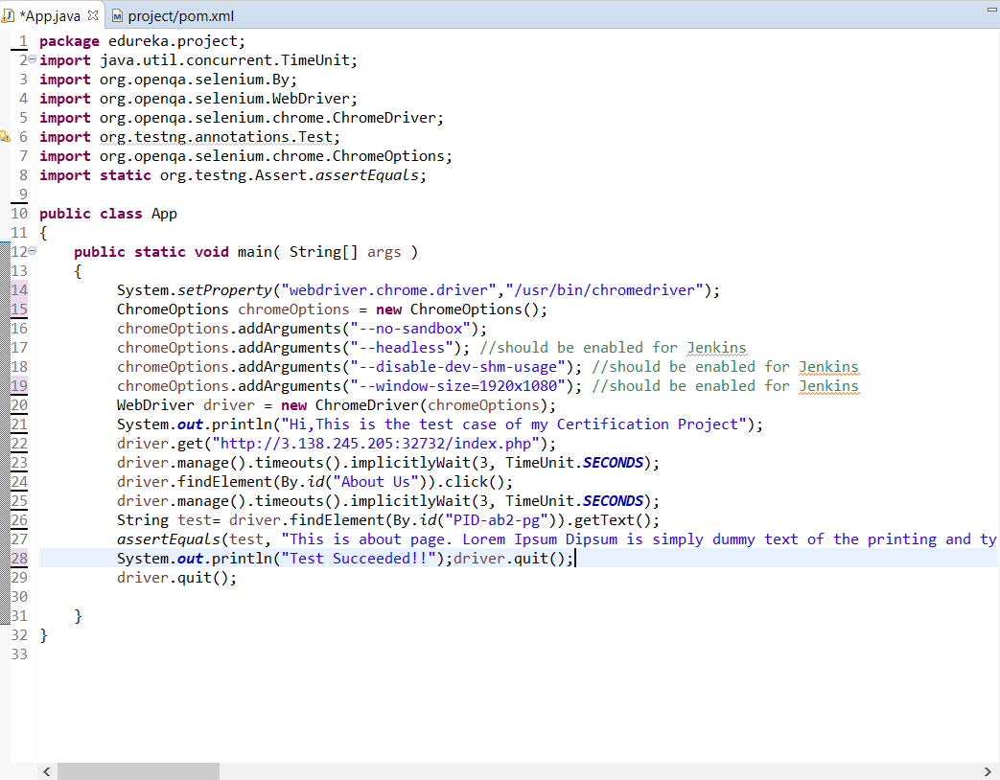 *App.java project/pom.xml
1 package edureka.project;
2 import java.util.concurrent.TimeUnit;
3 import org.openqa.selenium.By;
4 import org.openqa.selenium.WebDriver;
5 import org.openqa.selenium.chrome.ChromeDriver;
6 import org.testng.annotations.Test;
7 import org.openqa.selenium.chrome.ChromeOptions;
8 import static org.testng.Assert.assertEquals;
9
10 public class App
11 {
12 public static void main( String[] args )
13 {
14 System.setProperty("webdriver.chrome.driver","/usr/bin/chromedriver");
15 ChromeOptions chromeOptions = new ChromeOptions();
16 chromeOptions.addArguments("--no-sandbox");
17 chromeOptions.addArguments("--headless"); //should be enabled for Jenkins
18 chromeOptions.addArguments("--disable-dev-shm-usage"); //should be enabled for Jenkins
19 chromeOptions.addArguments("--window-size=1920x1080"); //should be enabled for Jenkins
20 WebDriver driver = new ChromeDriver(chromeOptions);
21 System.out.println("Hi,This is the test case of my Certification Project");
22 driver.get("http://3.138.245.205:32732/index.php");
23 driver.manage().timeouts().implicitlyWait(3, TimeUnit.SECONDS);
24 driver.findElement(By.id("About Us")).click();
25 driver.manage().timeouts().implicitlyWait(3, TimeUnit.SECONDS);
26 String test= driver.findElement(By.id("PID-ab2-pg")).getText();
27 assertEquals(test, "This is about page. Lorem Ipsum Dipsum is simply dummy text of the printing and ty
28 System.out.println("Test Succeeded!!");driver.quit();
29 driver.quit();
30
31 }
32 }
33